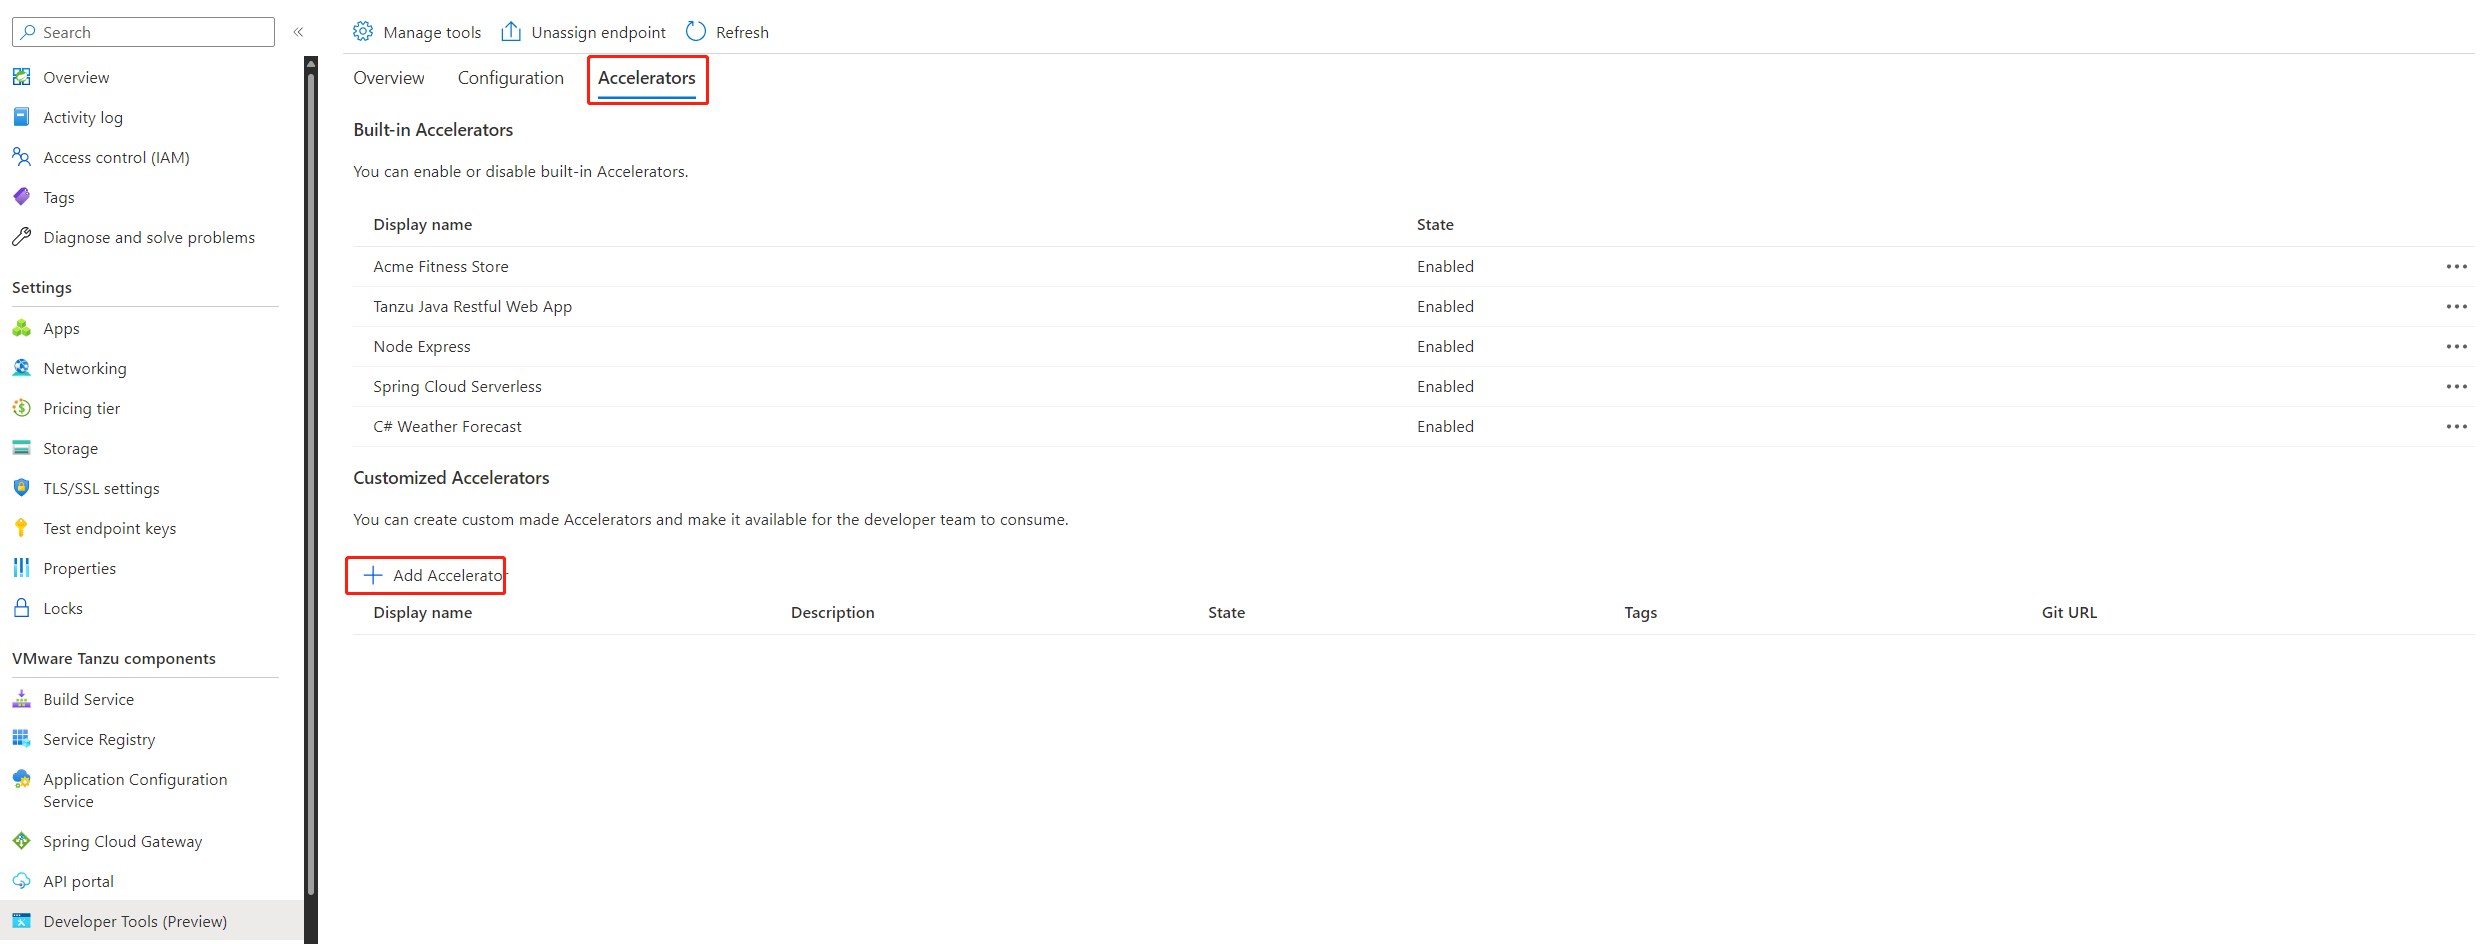 Search
«
Overview
Activity log
Access control (IAM)
Tags
Diagnose and solve problems
Settings
Apps
Networking
Pricing tier
Storage
TLS/SSL settings
Test endpoint keys
Properties
Locks
VMware Tanzu components
Build Service
Service Registry
Application Configuration
Service
Spring Cloud Gateway
API portal
Developer Tools (Preview)
Manage tools Unassign endpoint Refresh
Overview Configuration Accelerators
Built-in Accelerators
You can enable or disable built-in Accelerators.
Display name State
Acme Fitness Store Enabled
Tanzu Java Restful Web App Enabled
Node Express Enabled
Spring Cloud Serverless Enabled
C# Weather Forecast Enabled
Customized Accelerators
You can create custom made Accelerators and make it available for the developer team to consume.
Add Accelerator
Display name Description State Tags Git URL